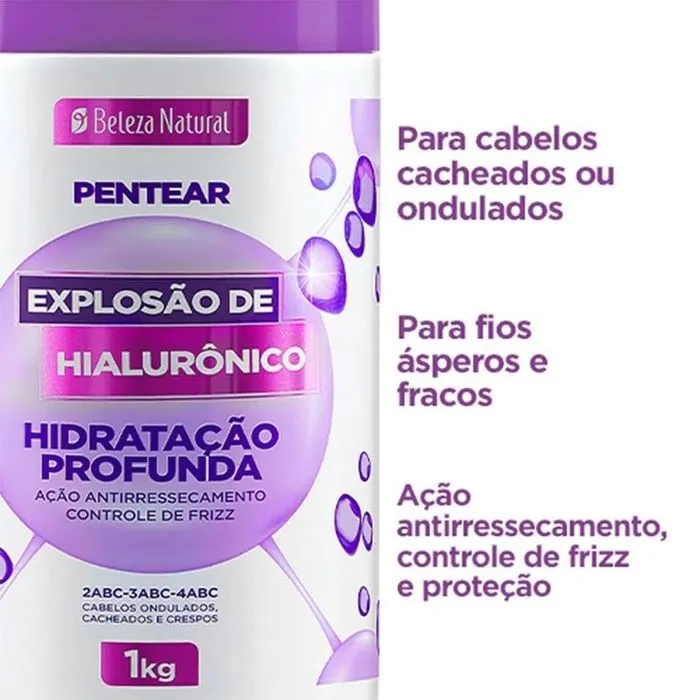 Beleza Natural
PENTEAR
EXPLOSÃO DE
HIALURÔNICO
HIDRATAÇÃO
PROFUNDA
AÇÃO ANTIRRESSECAMENTO
CONTROLE DE FRIZZ
2ABC-3ABC-4ABC
CABELOS ONDULADOS,
CACHEADOS E CRESPOS
1kg
Para cabelos
cacheados ou
ondulados
Para fios
ásperos e
fracos
Ação
antirressecamento,
controle de frizz
e proteção